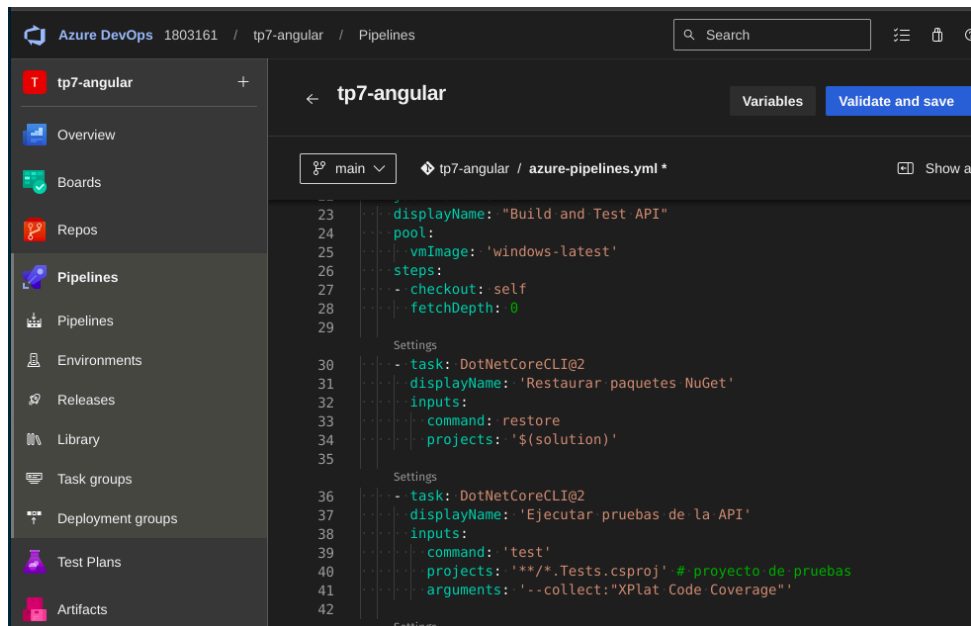 Azure DevOps 1803161 / tp7-angular / Pipelines
Search
T tp7-angular +
Overview
Boards
Repos
Pipelines
Pipelines
Environments
Releases
Library
Task groups
Deployment groups
Test Plans
Artifacts
← tp7-angular
Variables
Validate and save
main
tp7-angular / azure-pipelines.yml *
Show a
23 displayName: "Build and Test API"
24 pool:
25 vmImage: 'windows-latest'
26 steps:
27 - checkout: self
28 fetchDepth: 0
29
Settings
30 - task: DotNetCoreCLI@2
31 displayName: 'Restaurar paquetes NuGet'
32 inputs:
33 command: restore
34 projects: '$(solution)'
35
Settings
36 - task: DotNetCoreCLI@2
37 displayName: 'Ejecutar pruebas de la API'
38 inputs:
39 command: 'test'
40 projects: '**/*.Tests.csproj' # proyecto de pruebas
41 arguments: '--collect:"XPlat Code Coverage"'
42